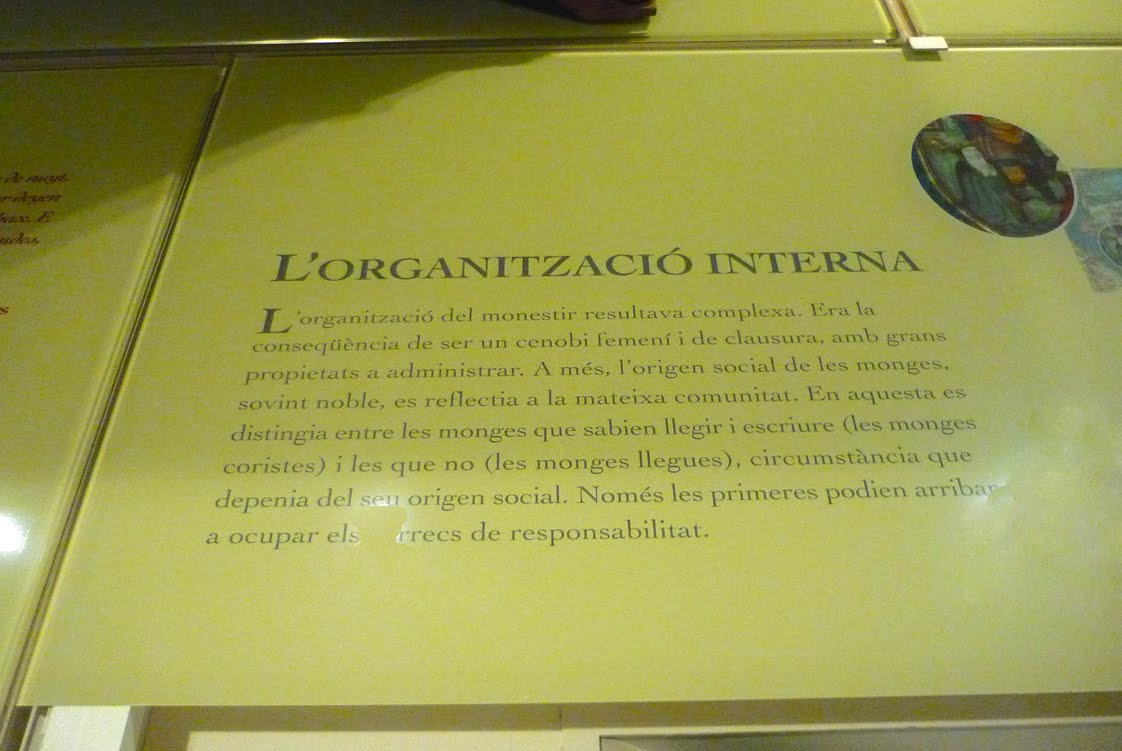 de mort,
E
L'ORGANITZACIÓ INTERNA
L'organització del monestir resultava complexa. Era la
conseqüència de ser un cenobi femení i de clausura, amb grans
propietats a administrar. A més, l'origen social de les monges,
sovint noble, es reflectia a la mateixa comunitat. En aquesta es
distingia entre les monges que sabien llegir i escriure (les monges
coristes) i les que no (les monges llegues), circumstància que
depenia del seu origen social. Només les primeres podien arribar
a ocupar els rrecs de responsabilitat.